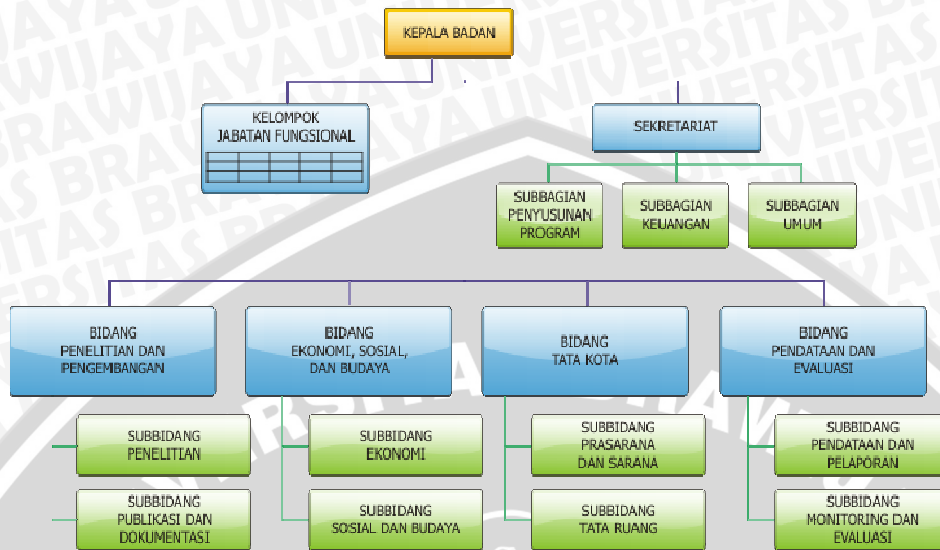 KEPALA BADAN
KELOMPOK
JABATAN FUNGSIONAL
SEKRETARIAT
SUBBAGIAN
PENYUSUNAN
PROGRAM
SUBBAGIAN
KEUANGAN
SUBBAGIAN
UMUM
BIDANG
PENELITIAN DAN
PENGEMBANGAN
BIDANG
EKONOMI, SOSIAL,
DAN BUDAYA
BIDANG
TATA KOTA
BIDANG
PENDATAAN DAN
EVALUASI
SUBBIDANG
PENELITIAN
SUBBIDANG
EKONOMI
SUBBIDANG
PRASARANA
DAN SARANA
SUBBIDANG
PENDATAAN DAN
PELAPORAN
SUBBIDANG
PUBLIKASI DAN
DOKUMENTASI
SUBBIDANG
SOSIAL DAN BUDAYA
SUBBIDANG
TATA RUANG
SUBBIDANG
MONITORING DAN
EVALUASI